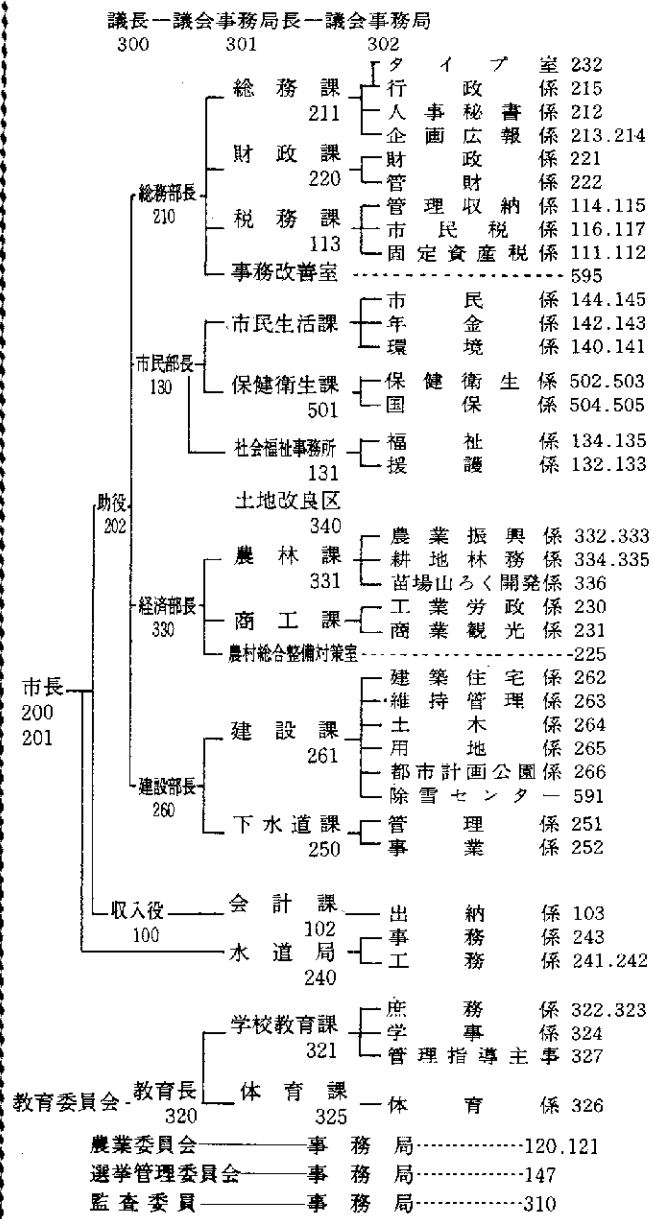 議長―議会事務局長―議会事務局
300 301 302
タイプ室 232
総務課 行政係 215
211 人事秘書係 212
企画広報係 213.214
財政課 財政係 221
220 管財係 222
総務部長
210
税務課 管理収納係 114.115
113 市民税係 116.117
固定資産税係 111.112
事務改善室 595
市民生活課 市民係 144.145
年金係 142.143
環境係 140.141
市民部長
130
保健衛生課 保健衛生係 502.503
501 国保係 504.505
社会福祉事務所 福祉係 134.135
131 援護係 132.133
助役 土地改良区
202 340
農林課 農業振興係 332.333
331 耕地林務係 334.335
苗場山ろく開発係 336
経済部長
330
商工課 工業労政係 230
商業観光係 231
農村総合整備対策室 225
市長
200
201
建設課 建築住宅係 262
261 維持管理係 263
土木係 264
用地係 265
都市計画公園係 266
除雪センター 591
建設部長
260
下水道課 管理係 251
250 事業係 252
収入役 会計課 出納係 103
100 102
水道局 事務係 243
240 工務係 241.242
学校教育課 庶務係 322.323
321 学事係 324
管理指導主事 327
教育委員会 教育長 体育課 体育係 326
320 325
農業委員会―事務局 120.121
選挙管理委員会―事務局 147
監査委員―事務局 310